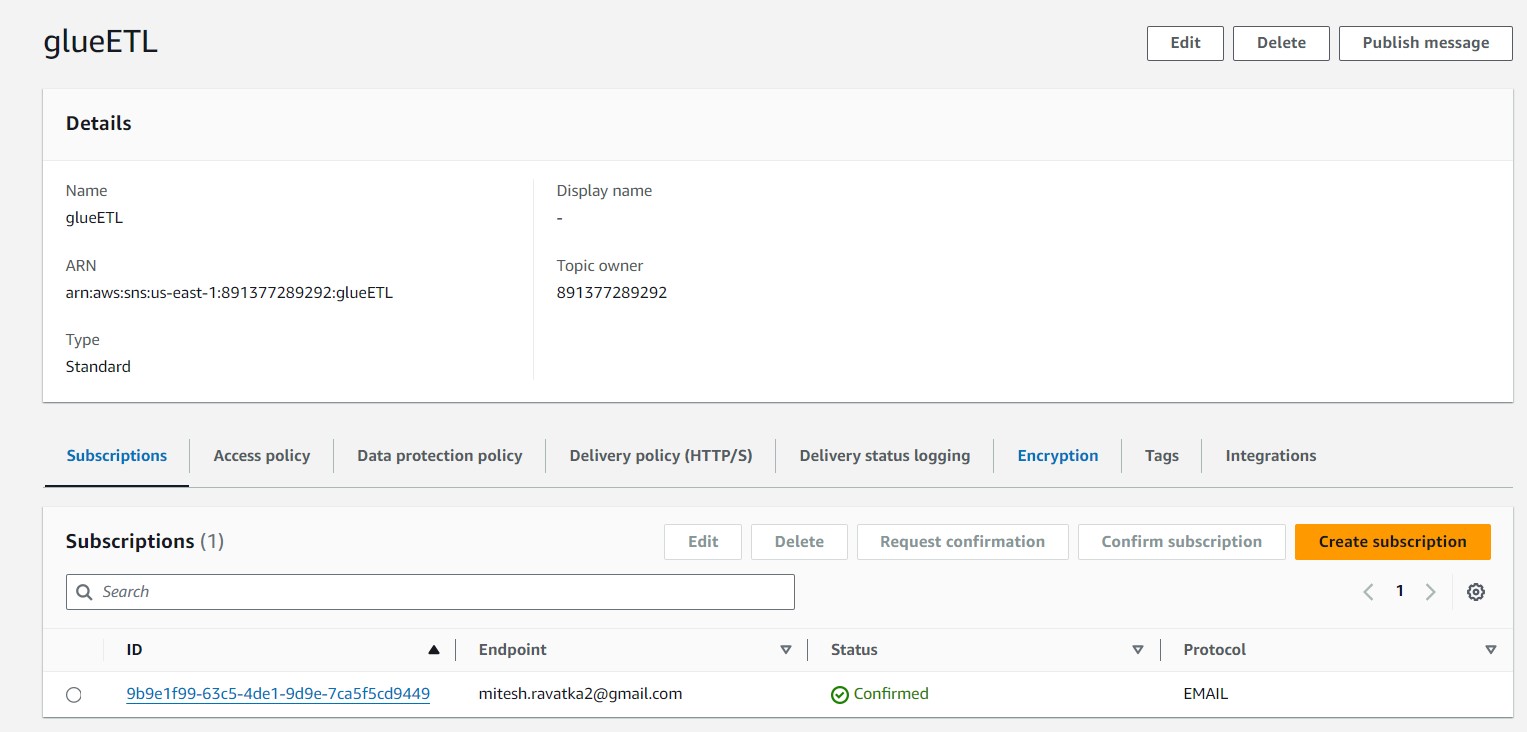 glueETL
Edit
Delete
Publish message
Details
Name
glueETL
Display name
-
ARN
arn:aws:sns:us-east-1:891377289292:glueETL
Topic owner
891377289292
Type
Standard
Subscriptions
Access policy
Data protection policy
Delivery policy (HTTP/S)
Delivery status logging
Encryption
Tags
Integrations
Subscriptions (1)
Edit
Delete
Request confirmation
Confirm subscription
Create subscription
Search
1
ID
Endpoint
Status
Protocol
9b9e1f99-63c5-4de1-9d9e-7ca5f5cd9449
mitesh.ravatka2@gmail.com
Confirmed
EMAIL